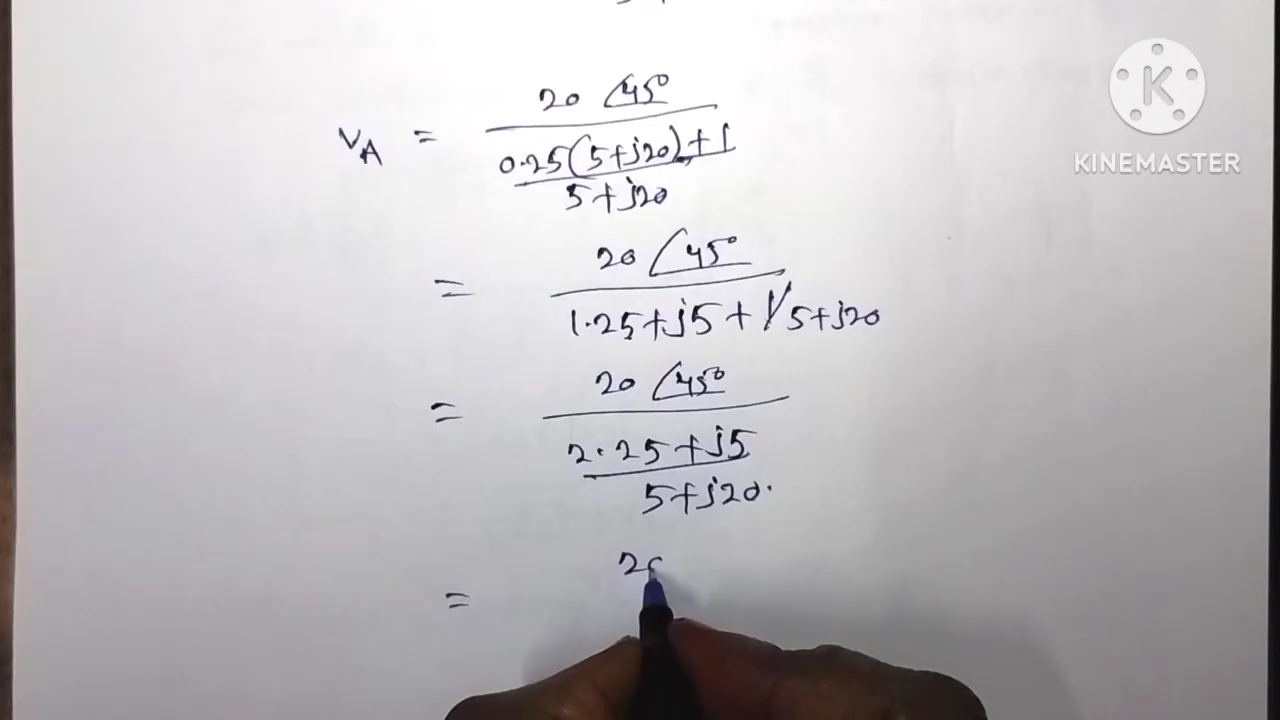 20 ∠45°
V_A = ―――――――
0.25(5+j20)+1
5+j20
20 ∠45°
= ―――――――
1.25+j5+1/5+j20
20 ∠45°
= ―――――――
2.25+j5
5+j20.
= 20
K
KINEMASTER